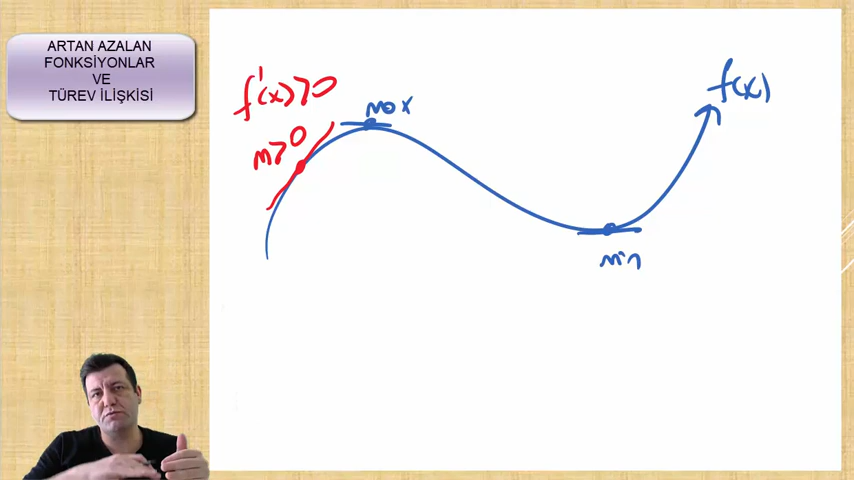 ARTAN AZALAN
FONKSİYONLAR
VE
TÜREV İLİŞKİSİ
f'(x)>0
m>0
max
f(x)
min